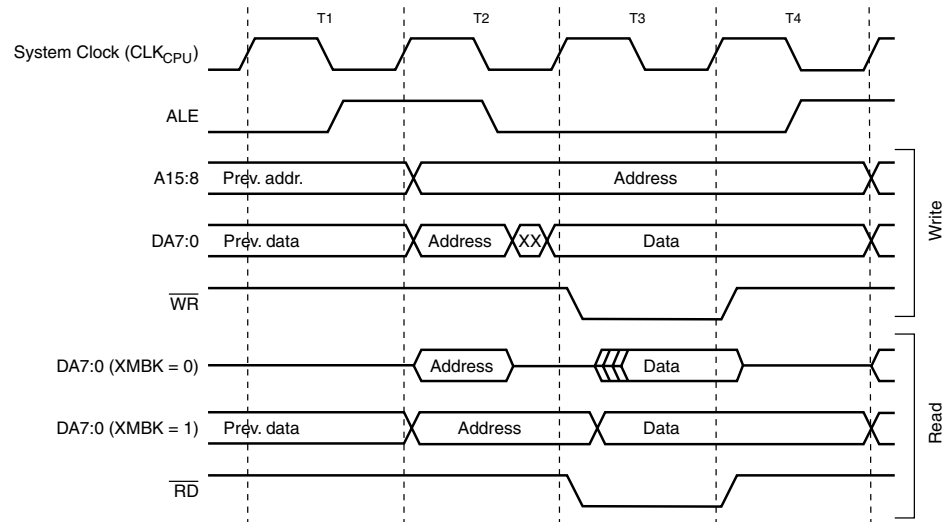 T1 T2 T3 T4
System Clock (CLKCPU)
ALE
A15:8 Prev. addr. Address
DA7:0 Prev. data Address XX Data
WR
Write
DA7:0 (XMBK = 0) Address Data
DA7:0 (XMBK = 1) Prev. data Address Data
RD
Read